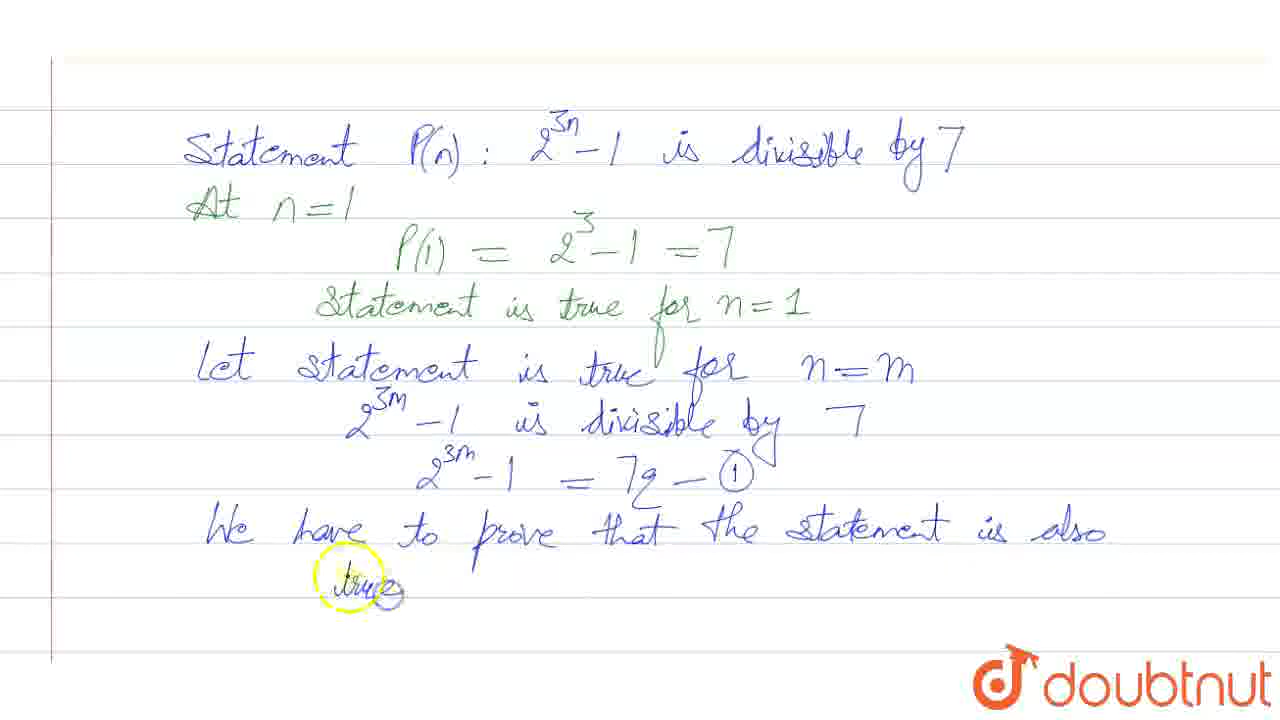 Statement P(n): 2^3n - 1 is divisible by 7
At n=1
P(1) = 2^3 - 1 = 7
Statement is true for n=1
Let statement is true for n=m
2^3m - 1 is divisible by 7
2^3m - 1 = 7q - ①
We have to prove that the statement is also
true
doubtnut